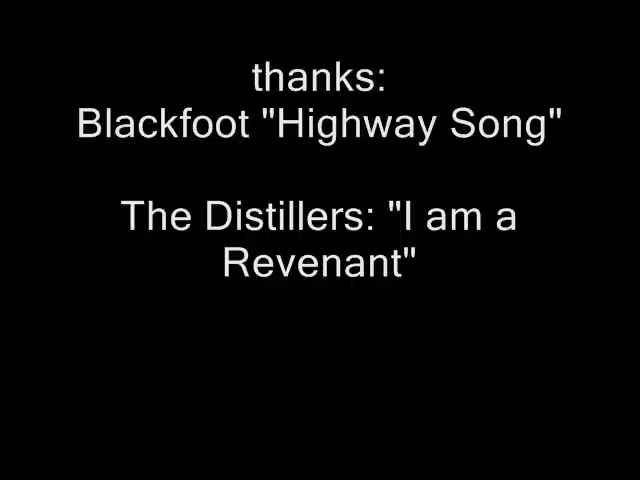 thanks:
Blackfoot "Highway Song"
The Distillers: "I am a
Revenant"